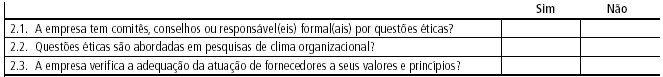 Sim Não
2.1. A empresa tem comitês, conselhos ou responsável(eis) formal(ais) por questões éticas?
2.2. Questões éticas são abordadas em pesquisas de clima organizacional?
2.3. A empresa verifica a adequação da atuação de fornecedores a seus valores e princípios?